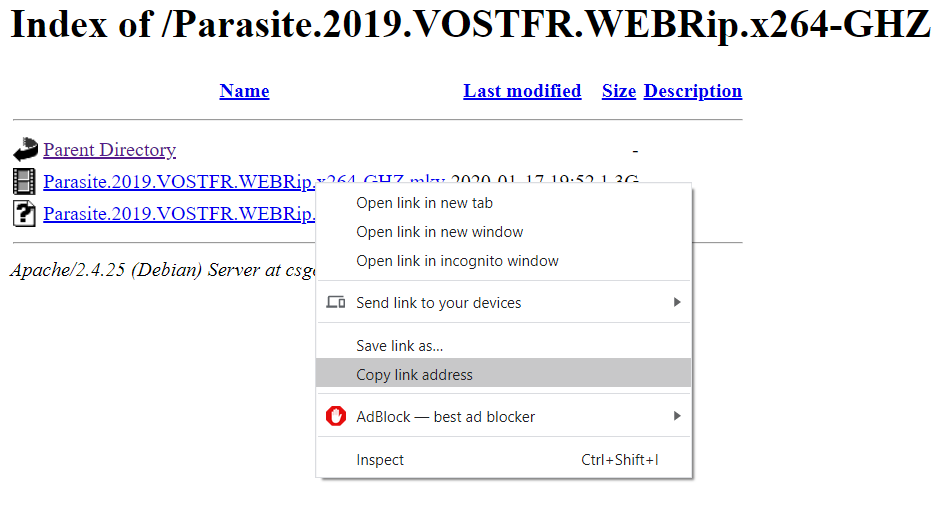 Index of /Parasite.2019.VOSTFR.WEBRip.x264-GHZ
Name Last modified Size Description
Parent Directory -
Parasite.2019.VOSTFR.WEBRip.x264-GHZ.mkv 2020-01-17 19:52 1.3G
Parasite.2019.VOSTFR.WEBRip.
Apache/2.4.25 (Debian) Server at
Open link in new tab
Open link in new window
Open link in incognito window
Send link to your devices
Save link as...
Copy link address
AdBlock — best ad blocker
Inspect Ctrl+Shift+I